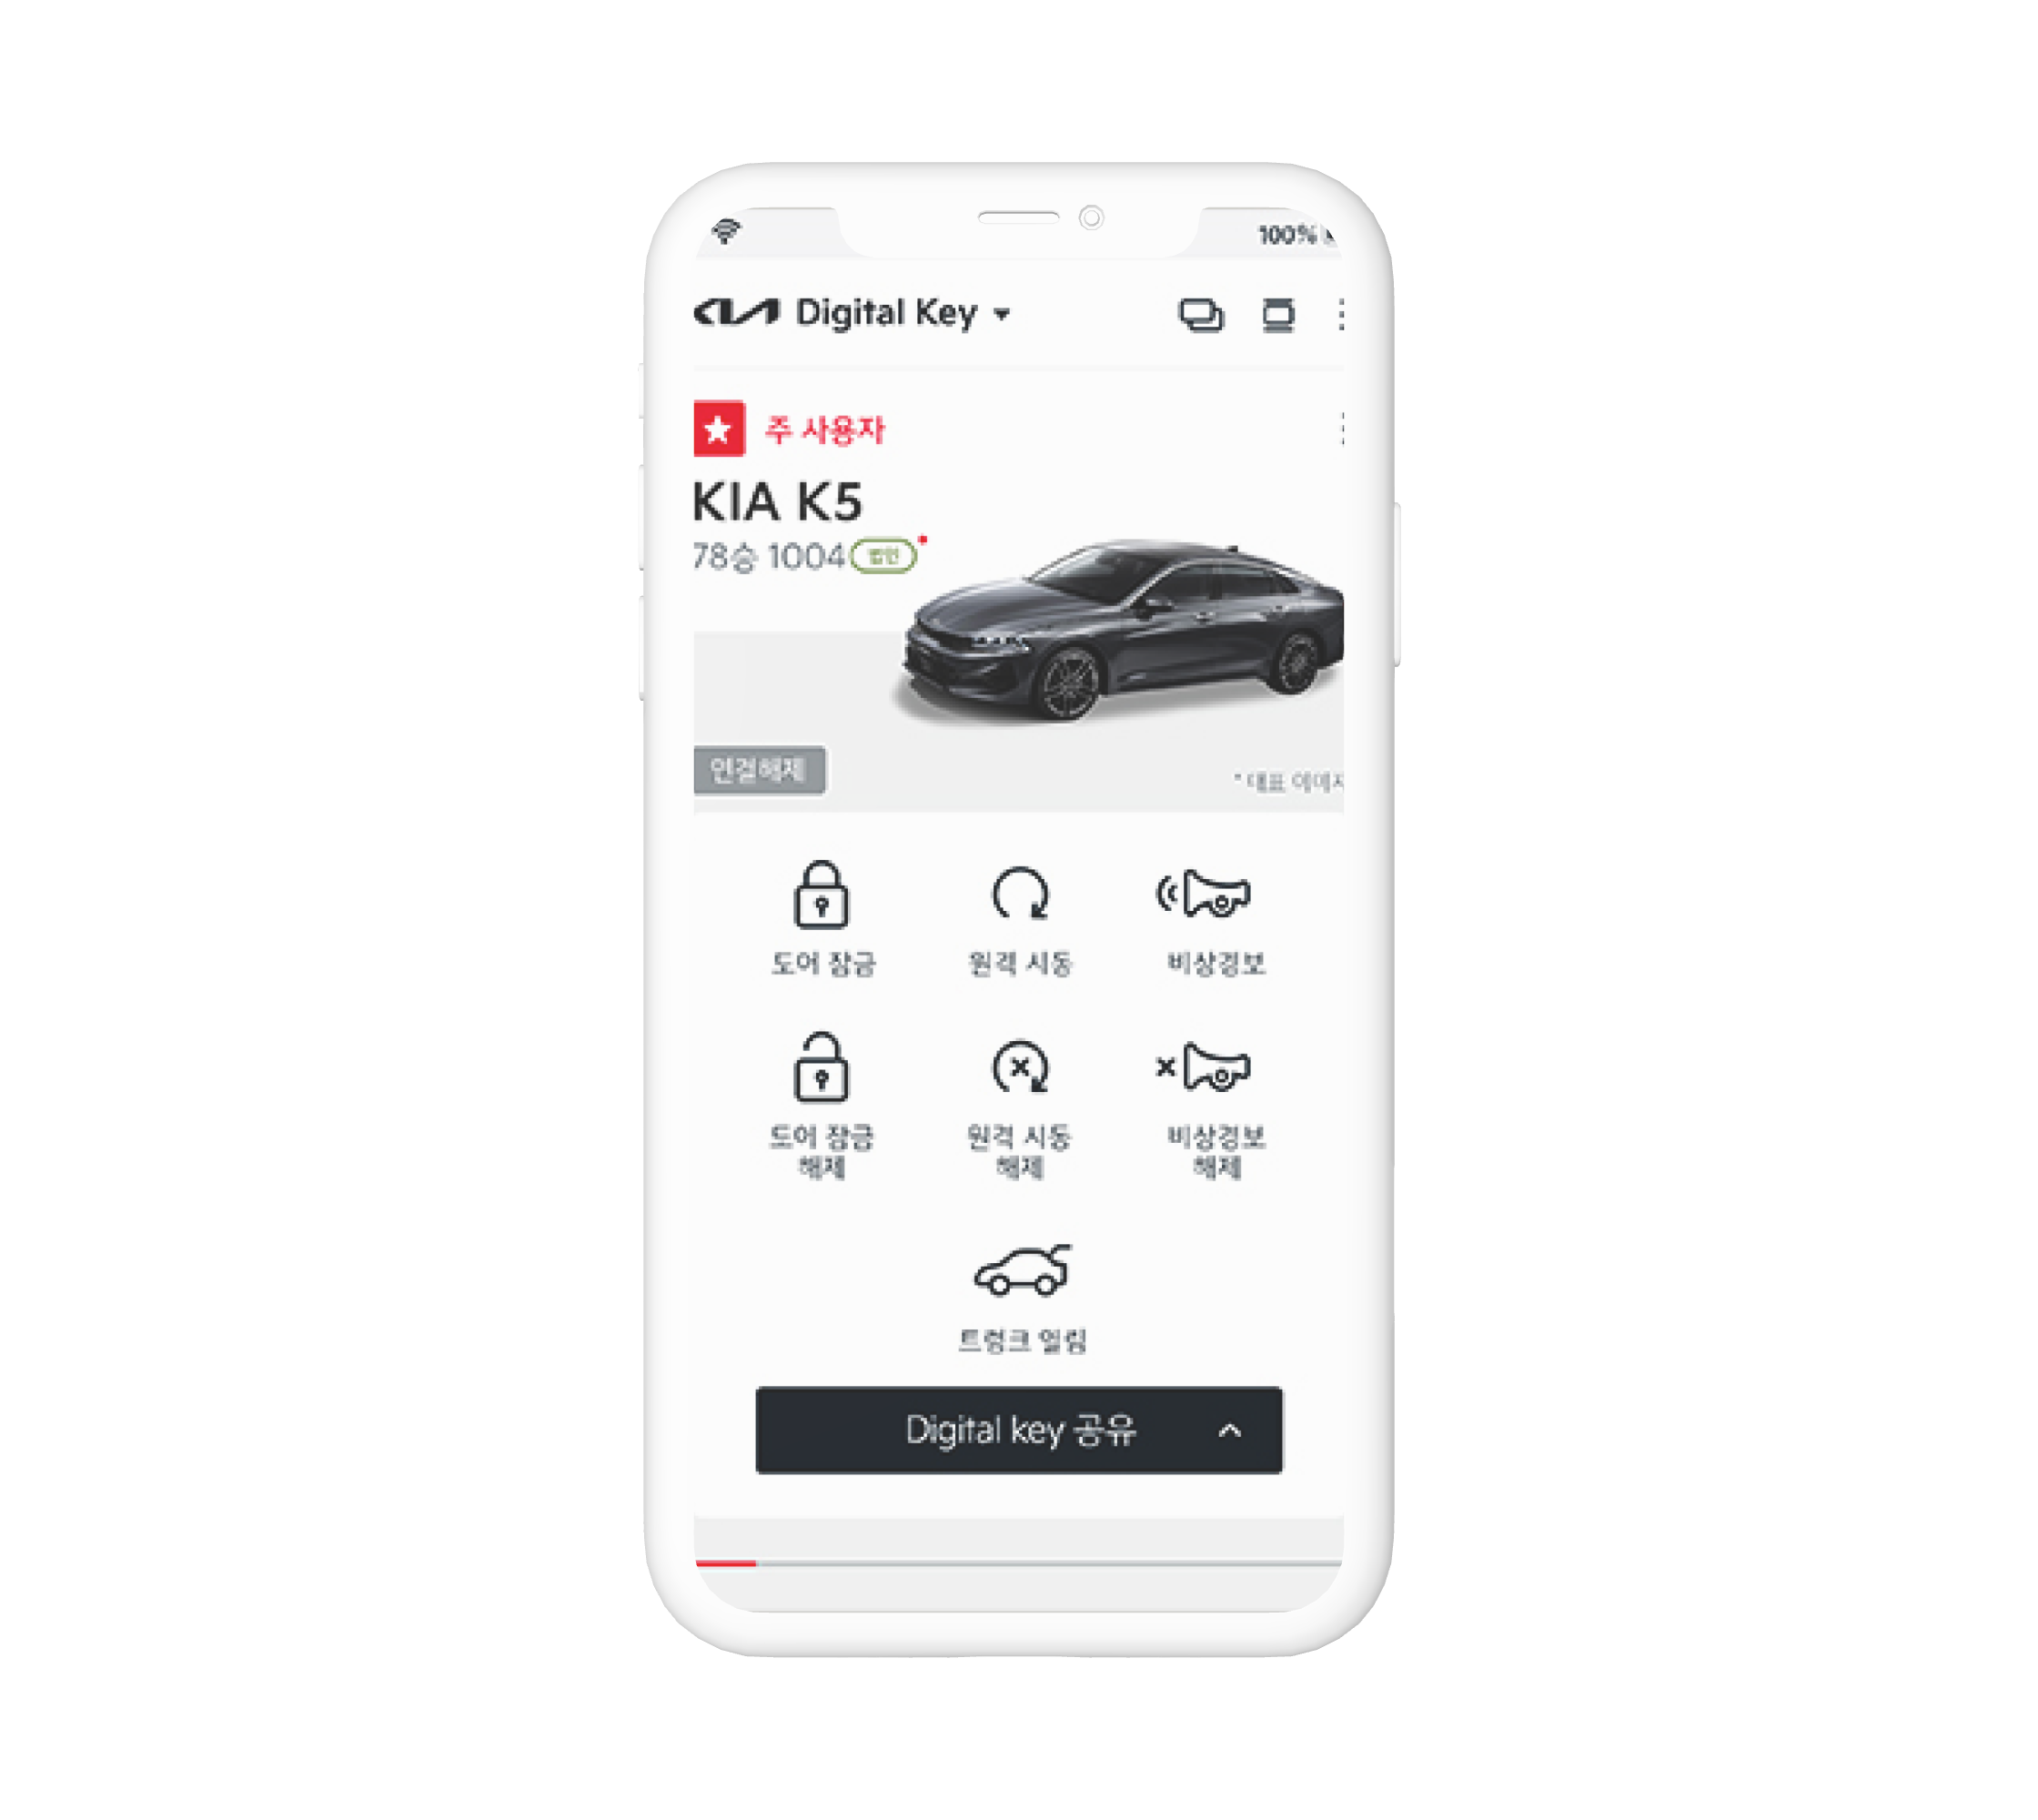 100%
KIA Digital Key
주 사용자
KIA K5
78승 1004 법인
연결해제
* 대표 이미지
도어 잠금
원격 시동
비상경보
도어 잠금
해제
원격 시동
해제
비상경보
해제
트렁크 열림
Digital key 공유